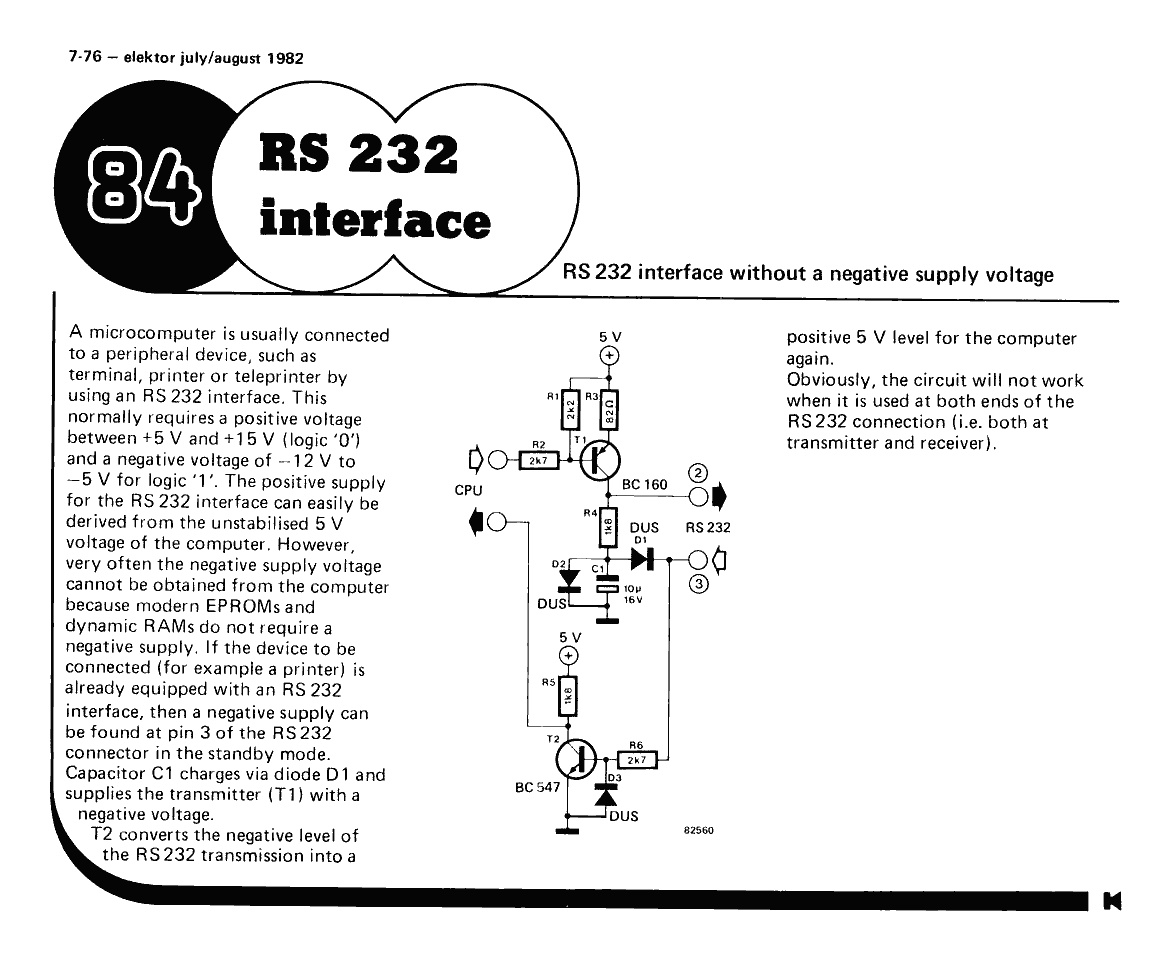 7-76 — elektor july/august 1982
84
RS 232
interface
RS 232 interface without a negative supply voltage
A microcomputer is usually connected
to a peripheral device, such as
terminal, printer or teleprinter by
using an RS 232 interface. This
normally requires a positive voltage
between +5 V and +15 V (logic '0')
and a negative voltage of —12 V to
—5 V for logic '1'. The positive supply
for the RS 232 interface can easily be
derived from the unstabilised 5 V
voltage of the computer. However,
very often the negative supply voltage
cannot be obtained from the computer
because modern EPROMs and
dynamic RAMs do not require a
negative supply. If the device to be
connected (for example a printer) is
already equipped with an RS 232
interface, then a negative supply can
be found at pin 3 of the RS232
connector in the standby mode.
Capacitor C1 charges via diode D1 and
supplies the transmitter (T1) with a
negative voltage.
T2 converts the negative level of
the RS232 transmission into a
5 V
+
R1
2k2
R3
82Ω
R2
2k7
T1
CPU
BC 160
2
R4
1k8
DUS
D1
RS 232
D2
C1
10µ
16V
DUS
3
5 V
+
R5
1k8
T2
R6
2k7
BC 547
D3
DUS
82560
positive 5 V level for the computer
again.
Obviously, the circuit will not work
when it is used at both ends of the
RS232 connection (i.e. both at
transmitter and receiver).